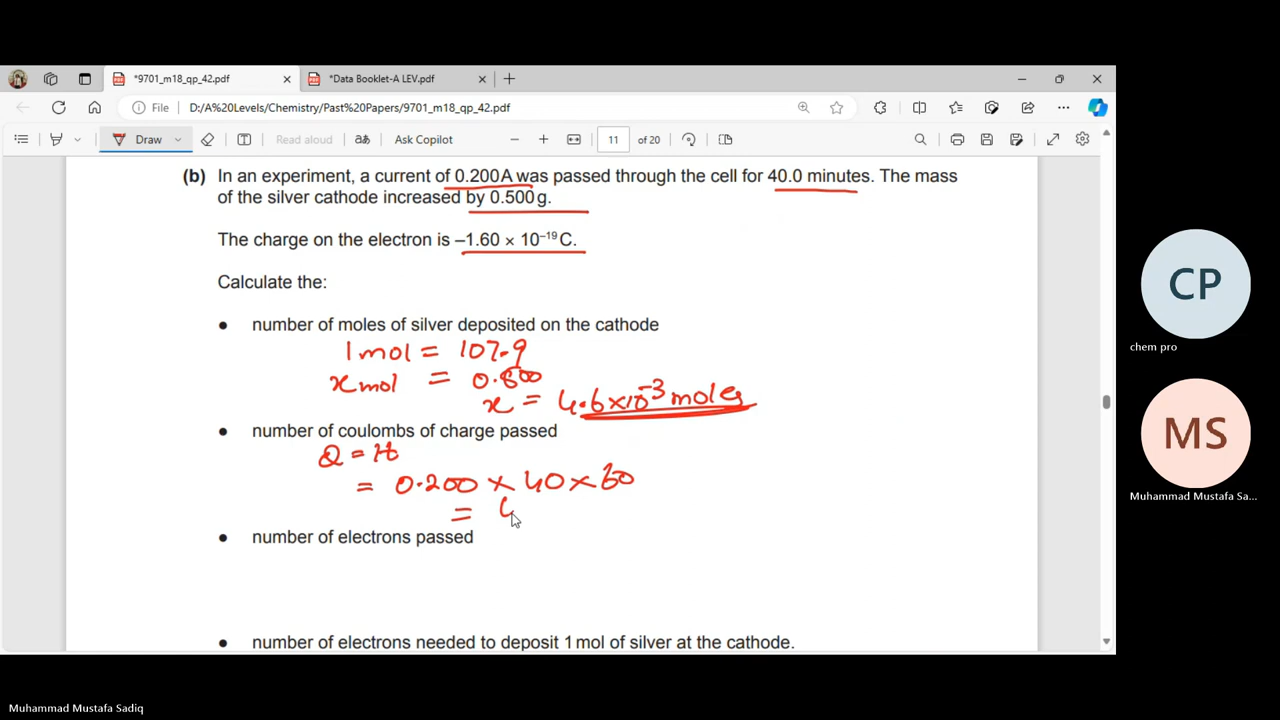 *9701_m18_qp_42.pdf
*Data Booklet-A LEV.pdf
File D:/A%20Levels/Chemistry/Past%20Papers/9701_m18_qp_42.pdf
Draw Read aloud Ask Copilot 11 of 20
(b) In an experiment, a current of 0.200A was passed through the cell for 40.0 minutes. The mass
of the silver cathode increased by 0.500g.
The charge on the electron is –1.60 × 10–19C.
Calculate the:
● number of moles of silver deposited on the cathode
1 mol = 107.9
x mol = 0.500
x = 4.6×10-3 moles
● number of coulombs of charge passed
Q = It
= 0.200 × 40 × 60
= 4
● number of electrons passed
● number of electrons needed to deposit 1 mol of silver at the cathode.
CP
chem pro
MS
Muhammad Mustafa Sa...
Muhammad Mustafa Sadiq